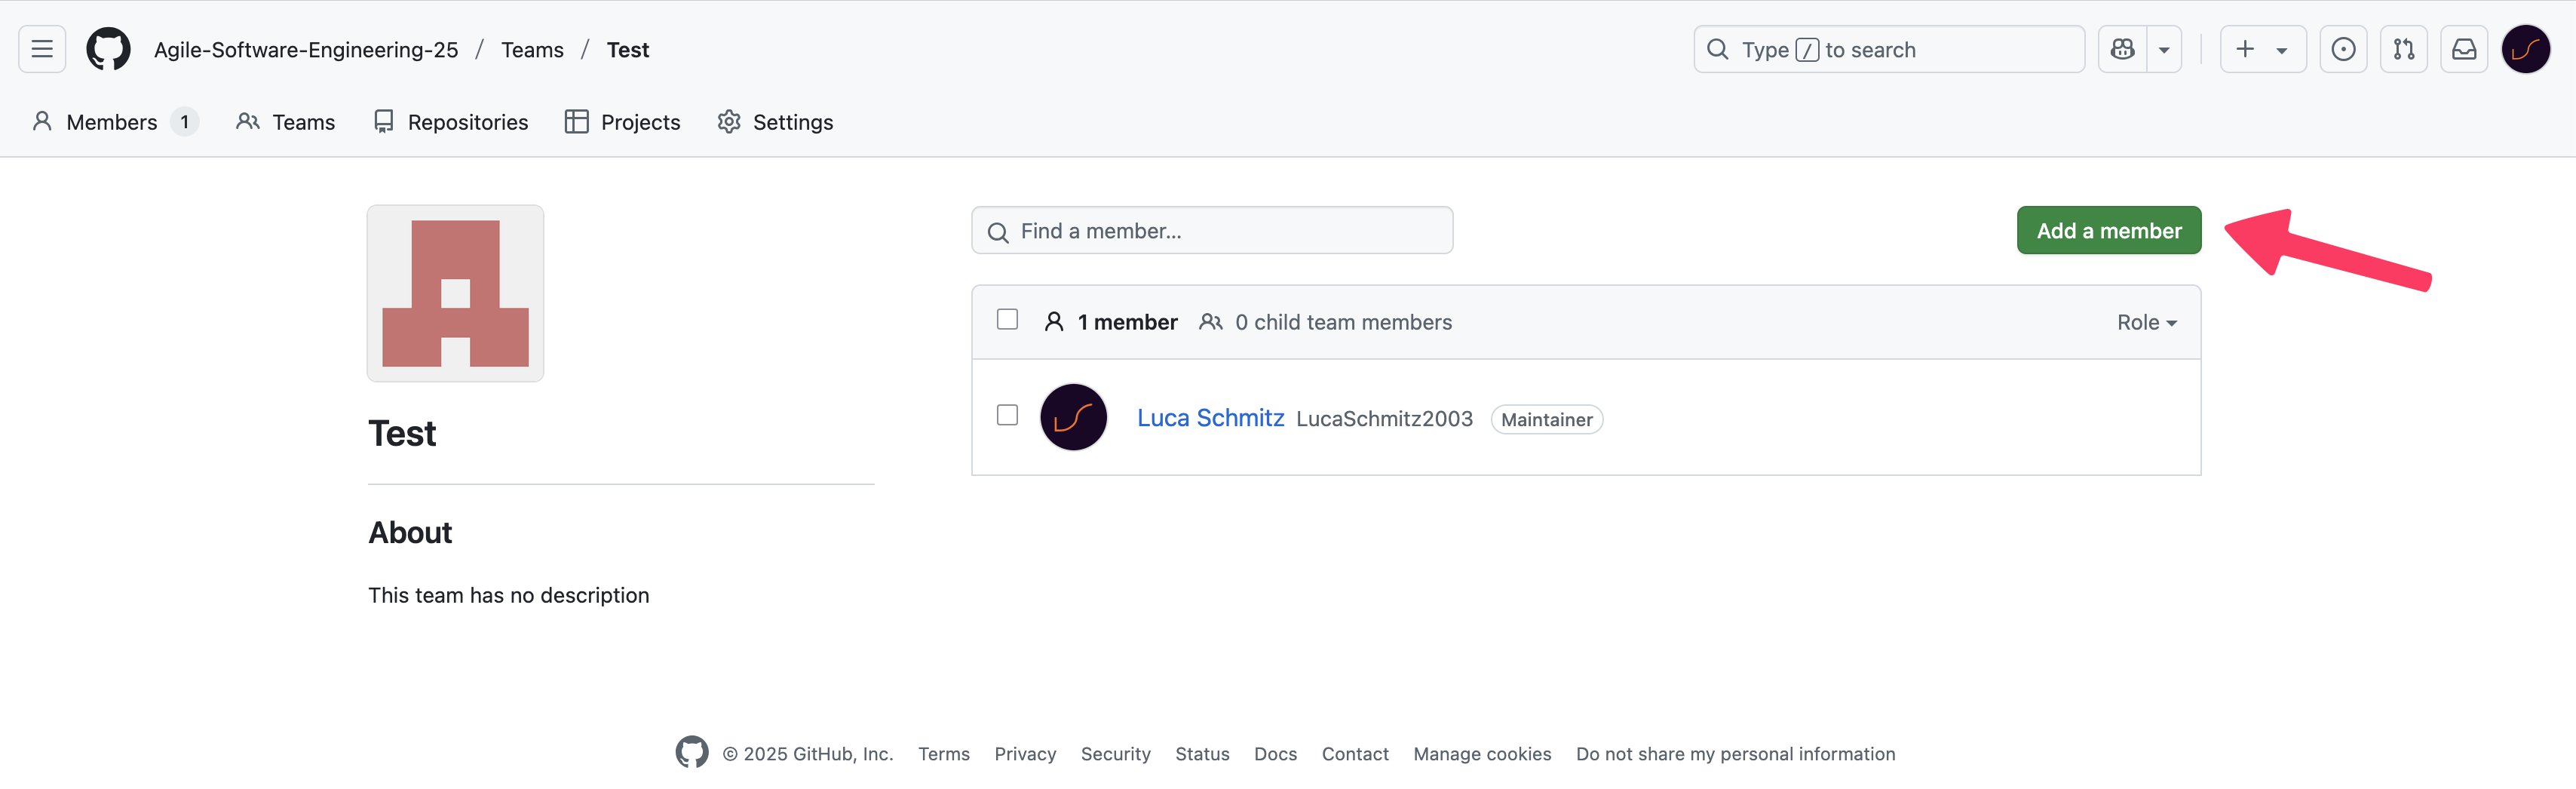 Agile-Software-Engineering-25 / Teams / Test
Type / to search
Members 1 Teams Repositories Projects Settings
Find a member...
Add a member
1 member 0 child team members Role
Luca Schmitz LucaSchmitz2003 Maintainer
Test
About
This team has no description
© 2025 GitHub, Inc. Terms Privacy Security Status Docs Contact Manage cookies Do not share my personal information